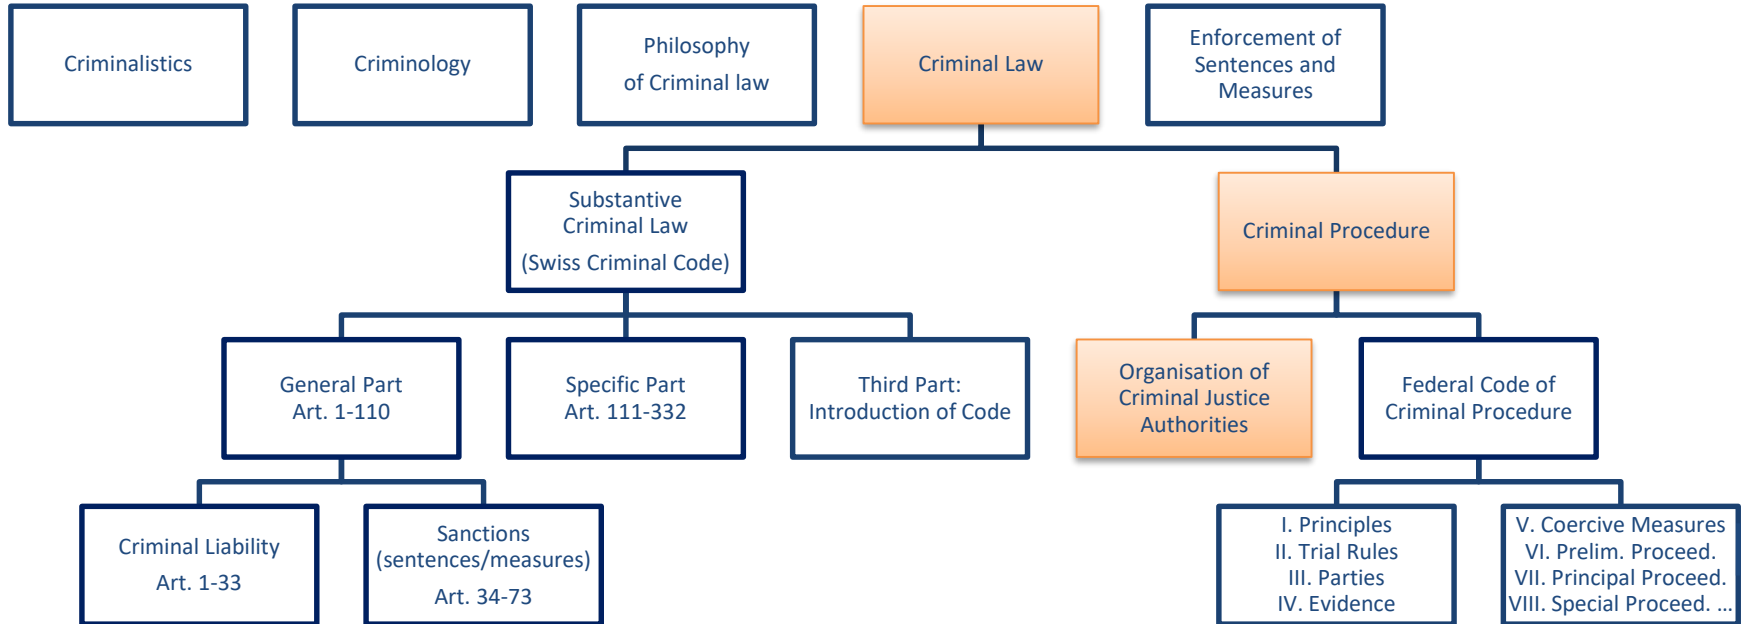 Criminalistics
Criminology
Philosophy
of Criminal law
Criminal Law
Enforcement of
Sentences and
Measures
Substantive
Criminal Law
(Swiss Criminal Code)
Criminal Procedure
General Part
Art. 1-110
Specific Part
Art. 111-332
Third Part:
Introduction of Code
Organisation of
Criminal Justice
Authorities
Federal Code of
Criminal Procedure
Criminal Liability
Art. 1-33
Sanctions
(sentences/measures)
Art. 34-73
I. Principles
II. Trial Rules
III. Parties
IV. Evidence
V. Coercive Measures
VI. Prelim. Proceed.
VII. Principal Proceed.
VIII. Special Proceed. ...